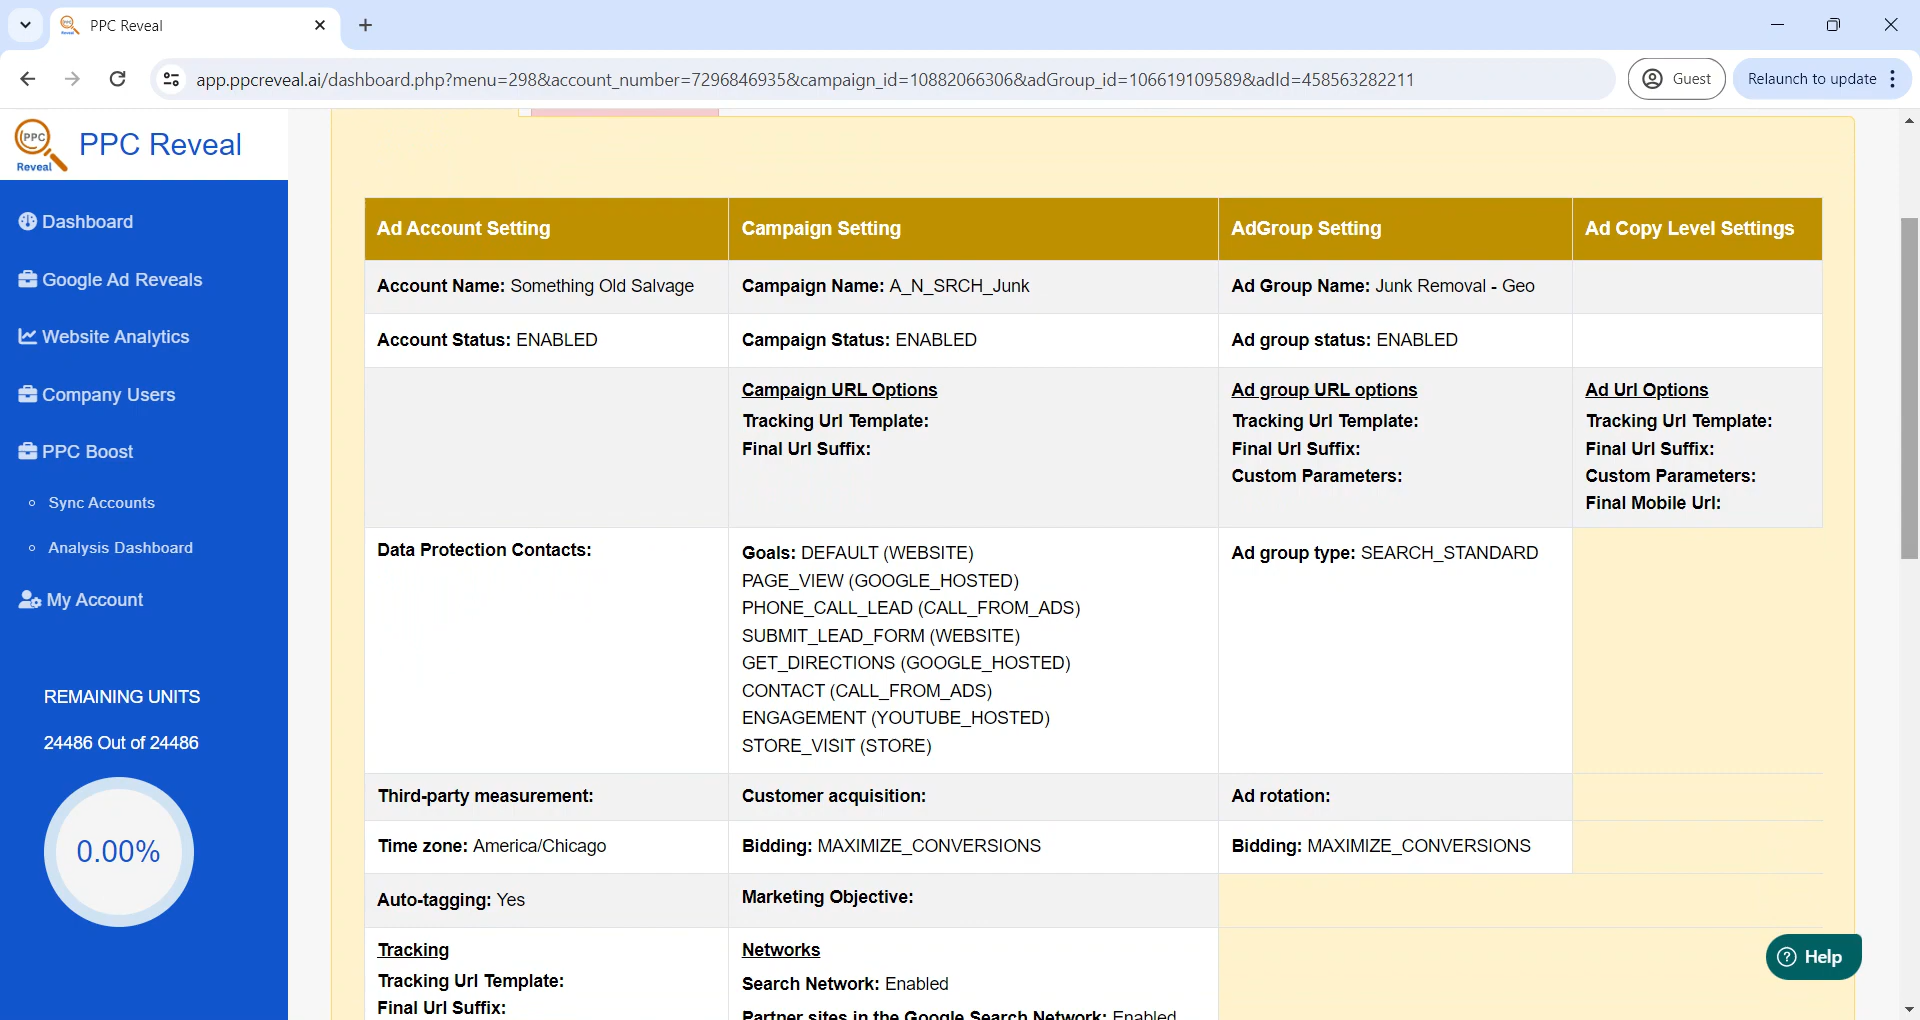 PPC Reveal
app.ppcreveal.ai/dashboard.php?menu=298&account_number=7296846935&campaign_id=10882066306&adGroup_id=106619109589&adId=458563282211
Guest
Relaunch to update
PPC
Reveal
PPC Reveal
Dashboard
Google Ad Reveals
Website Analytics
Company Users
PPC Boost
Sync Accounts
Analysis Dashboard
My Account
REMAINING UNITS
24486 Out of 24486
0.00%
Ad Account Setting
Campaign Setting
AdGroup Setting
Ad Copy Level Settings
Account Name: Something Old Salvage
Campaign Name: A_N_SRCH_Junk
Ad Group Name: Junk Removal - Geo
Account Status: ENABLED
Campaign Status: ENABLED
Ad group status: ENABLED
Campaign URL Options
Tracking Url Template:
Final Url Suffix:
Ad group URL options
Tracking Url Template:
Final Url Suffix:
Custom Parameters:
Ad Url Options
Tracking Url Template:
Final Url Suffix:
Custom Parameters:
Final Mobile Url:
Data Protection Contacts:
Goals: DEFAULT (WEBSITE)
PAGE_VIEW (GOOGLE_HOSTED)
PHONE_CALL_LEAD (CALL_FROM_ADS)
SUBMIT_LEAD_FORM (WEBSITE)
GET_DIRECTIONS (GOOGLE_HOSTED)
CONTACT (CALL_FROM_ADS)
ENGAGEMENT (YOUTUBE_HOSTED)
STORE_VISIT (STORE)
Ad group type: SEARCH_STANDARD
Third-party measurement:
Customer acquisition:
Ad rotation:
Time zone: America/Chicago
Bidding: MAXIMIZE_CONVERSIONS
Bidding: MAXIMIZE_CONVERSIONS
Auto-tagging: Yes
Marketing Objective:
Tracking
Tracking Url Template:
Final Url Suffix:
Networks
Search Network: Enabled
Partner sites in the Google Search Network: Enabled
Help